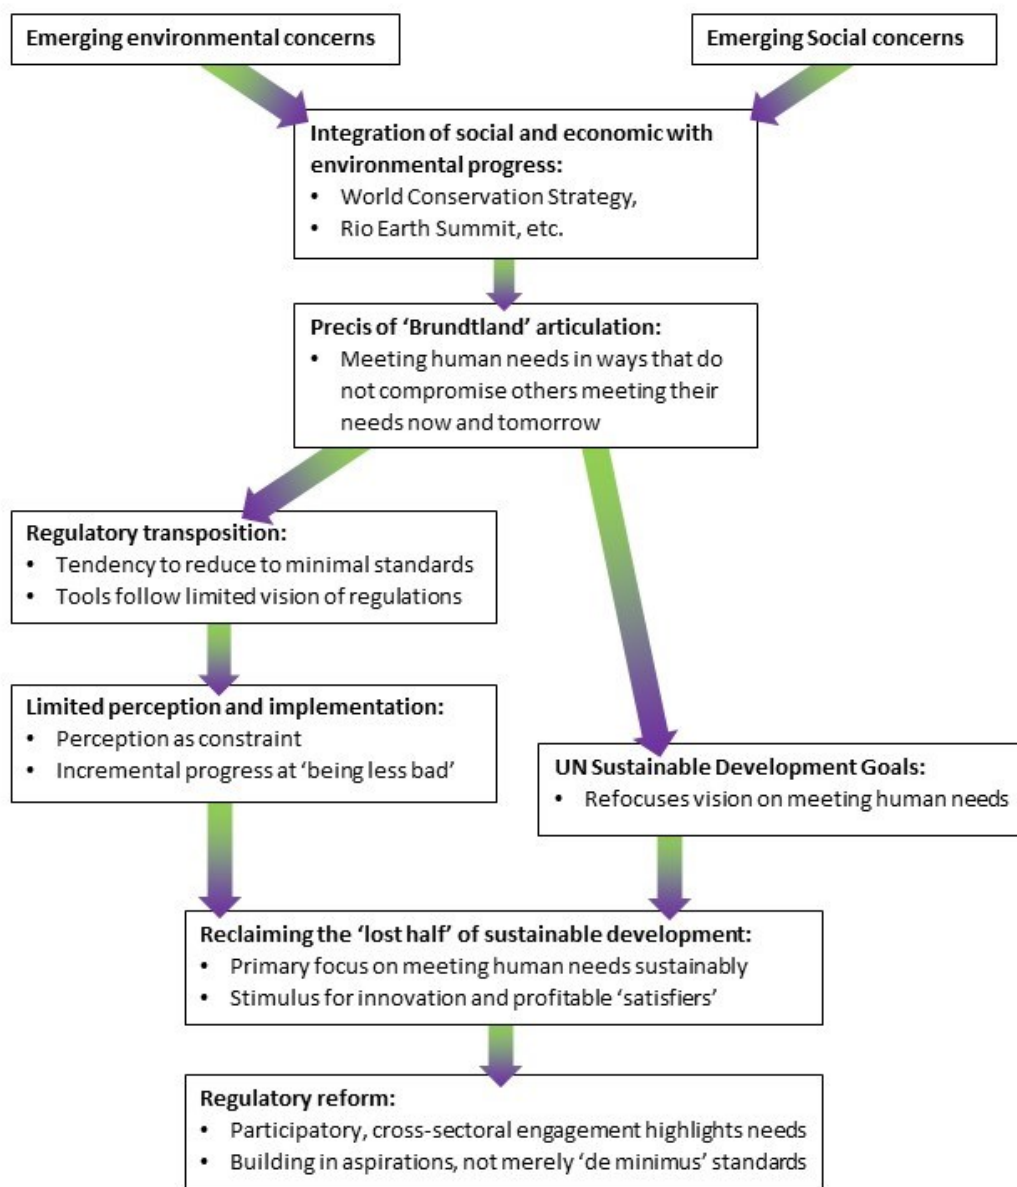 Emerging environmental concerns
Emerging Social concerns
Integration of social and economic with
environmental progress:
• World Conservation Strategy,
• Rio Earth Summit, etc.
Precis of ‘Brundtland’ articulation:
• Meeting human needs in ways that do
not compromise others meeting their
needs now and tomorrow
Regulatory transposition:
• Tendency to reduce to minimal standards
• Tools follow limited vision of regulations
Limited perception and implementation:
• Perception as constraint
• Incremental progress at ‘being less bad’
UN Sustainable Development Goals:
• Refocuses vision on meeting human needs
Reclaiming the ‘lost half’ of sustainable development:
• Primary focus on meeting human needs sustainably
• Stimulus for innovation and profitable ‘satisfiers’
Regulatory reform:
• Participatory, cross-sectoral engagement highlights needs
• Building in aspirations, not merely ‘de minimus’ standards